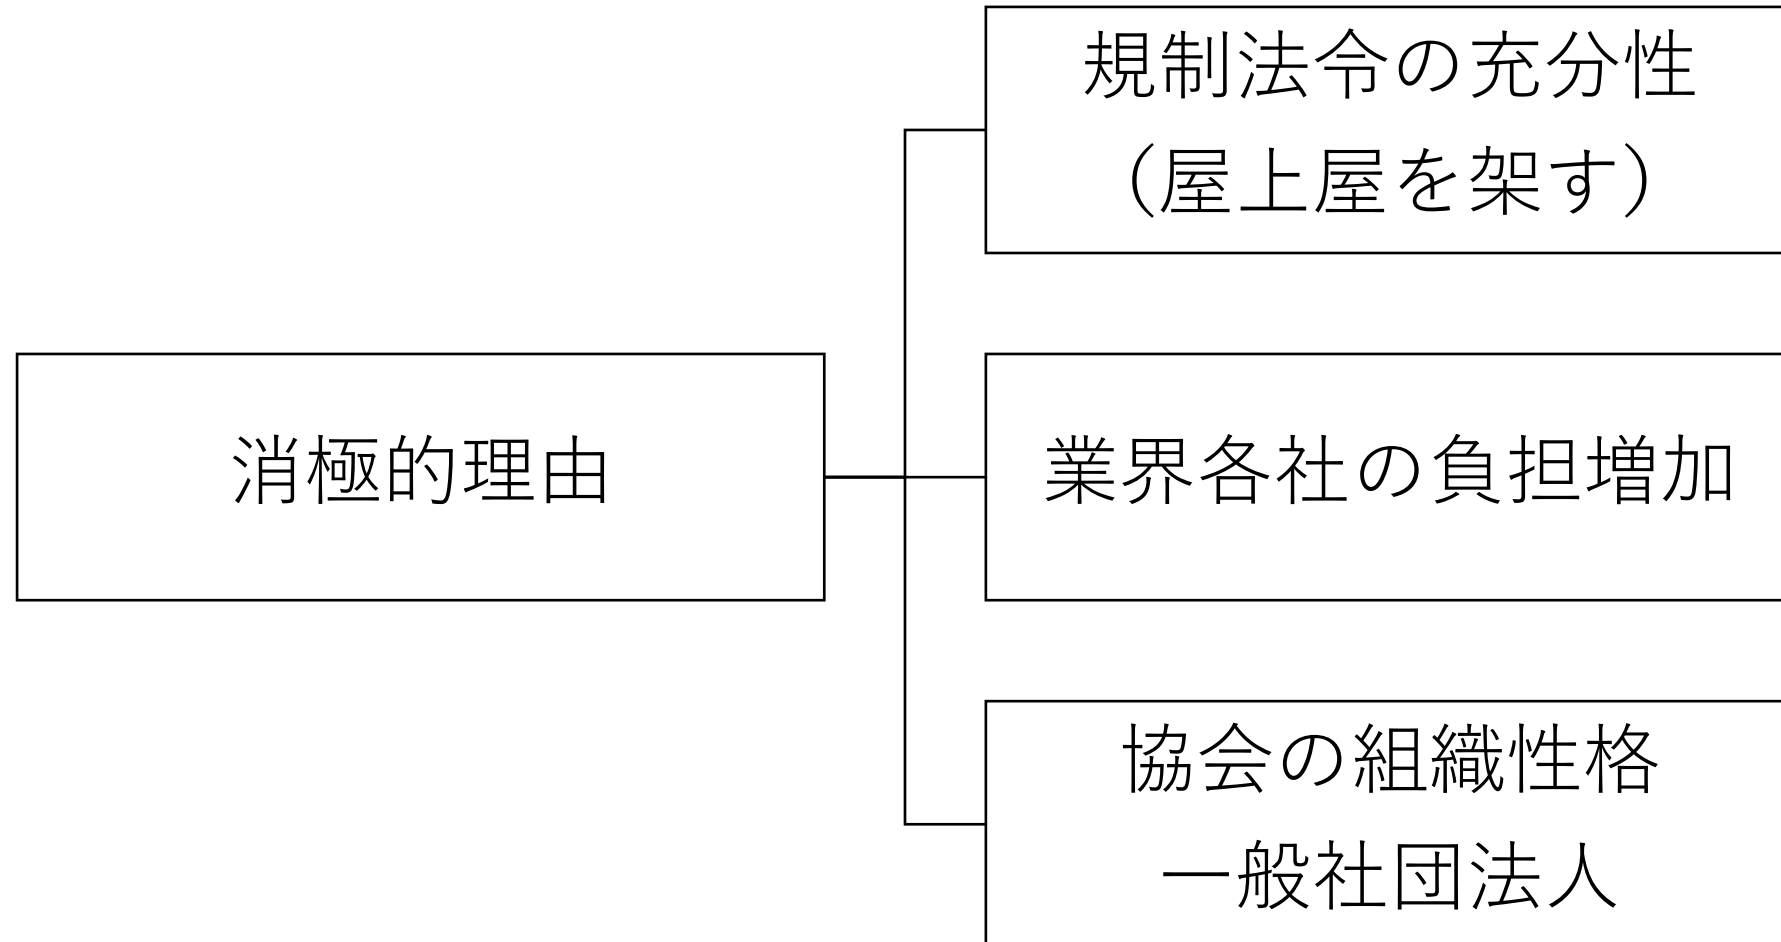 規制法令の充分性
（屋上屋を架す）
消極的理由
業界各社の負担増加
協会の組織性格
一般社団法人